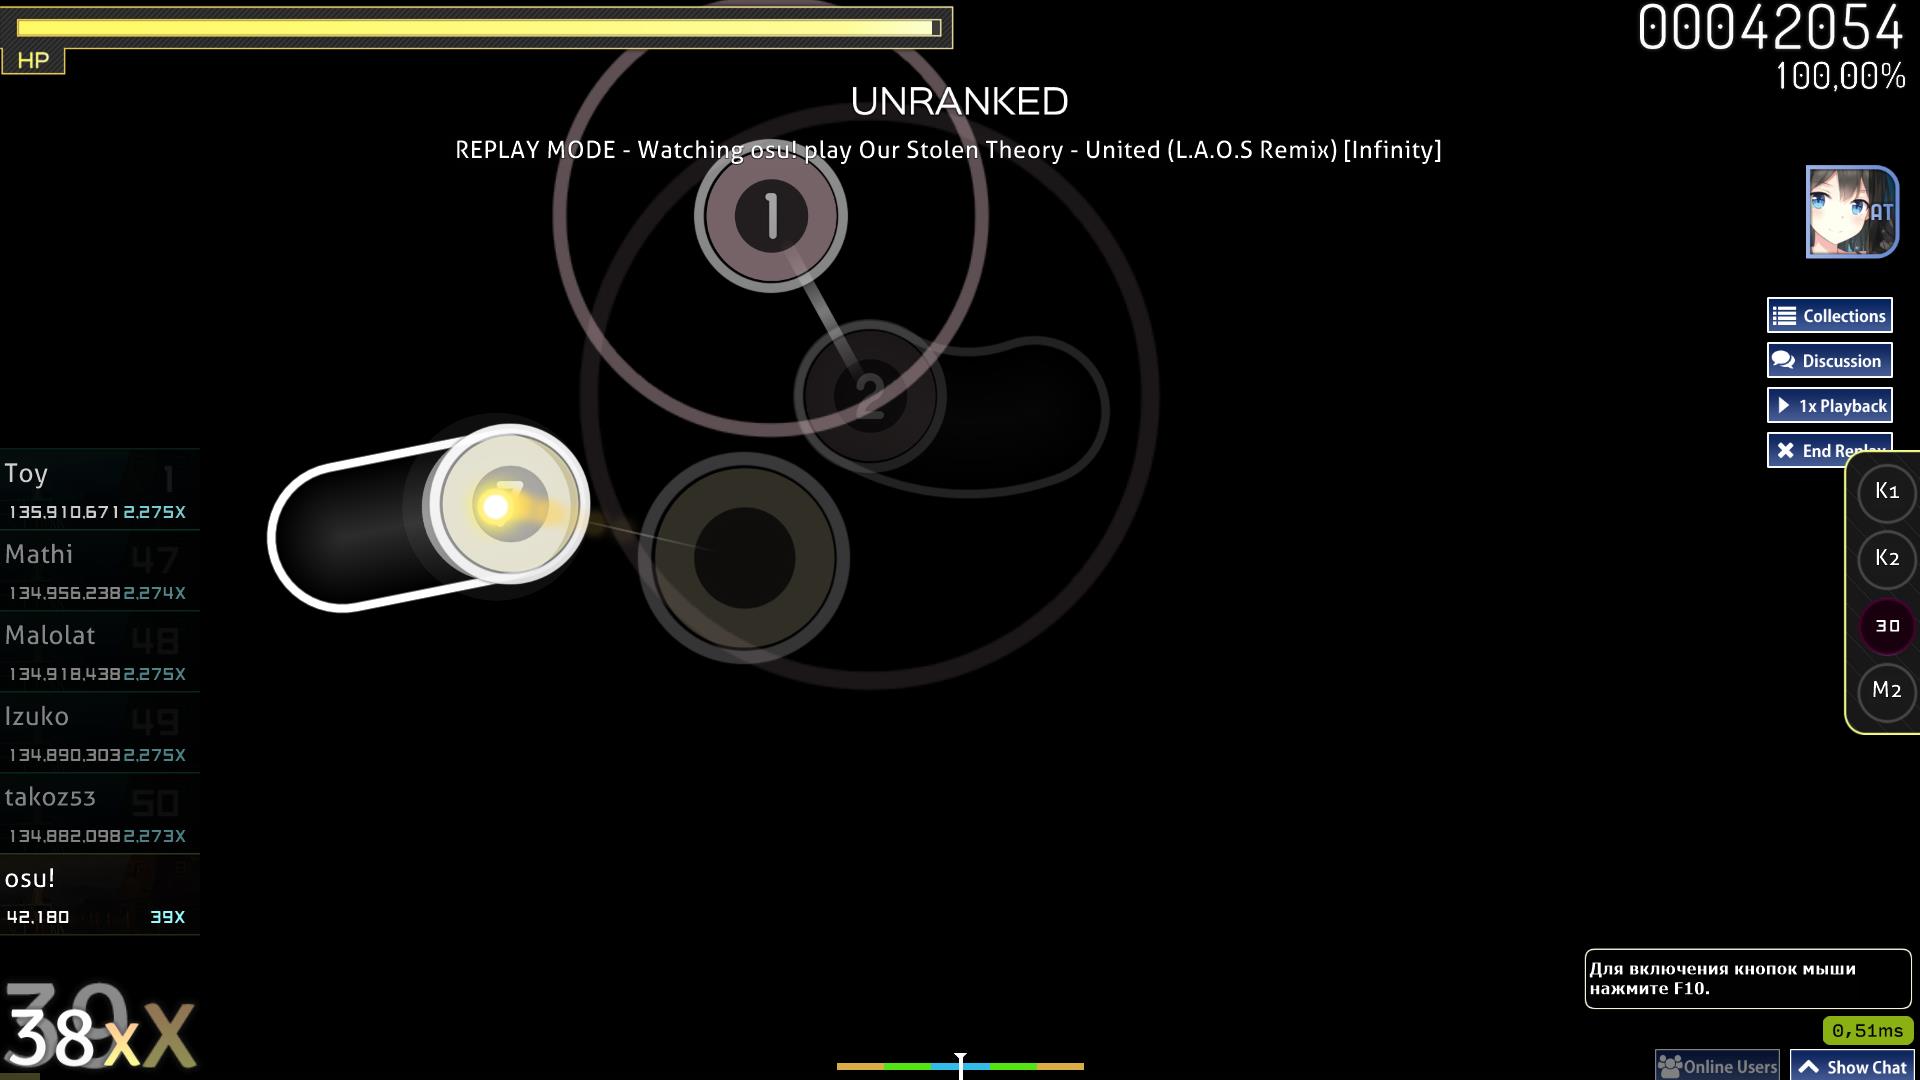 HP
00042054
100,00%
UNRANKED
REPLAY MODE - Watching osu! play Our Stolen Theory - United (L.A.O.S Remix) [Infinity]
1
AT
2
7
Collections
Discussion
1x Playback
End Replay
K1
K2
30
M2
Toy 1
135,910,671 2,275X
Mathi 47
134,956,238 2,274X
Malolat 48
134,918,438 2,275X
Izuko 49
134,890,303 2,275X
takoz53 50
134,882,098 2,273X
osu!
42,180 39X
39X
38x
Для включения кнопок мыши
нажмите F10.
0,51ms
Online Users
Show Chat